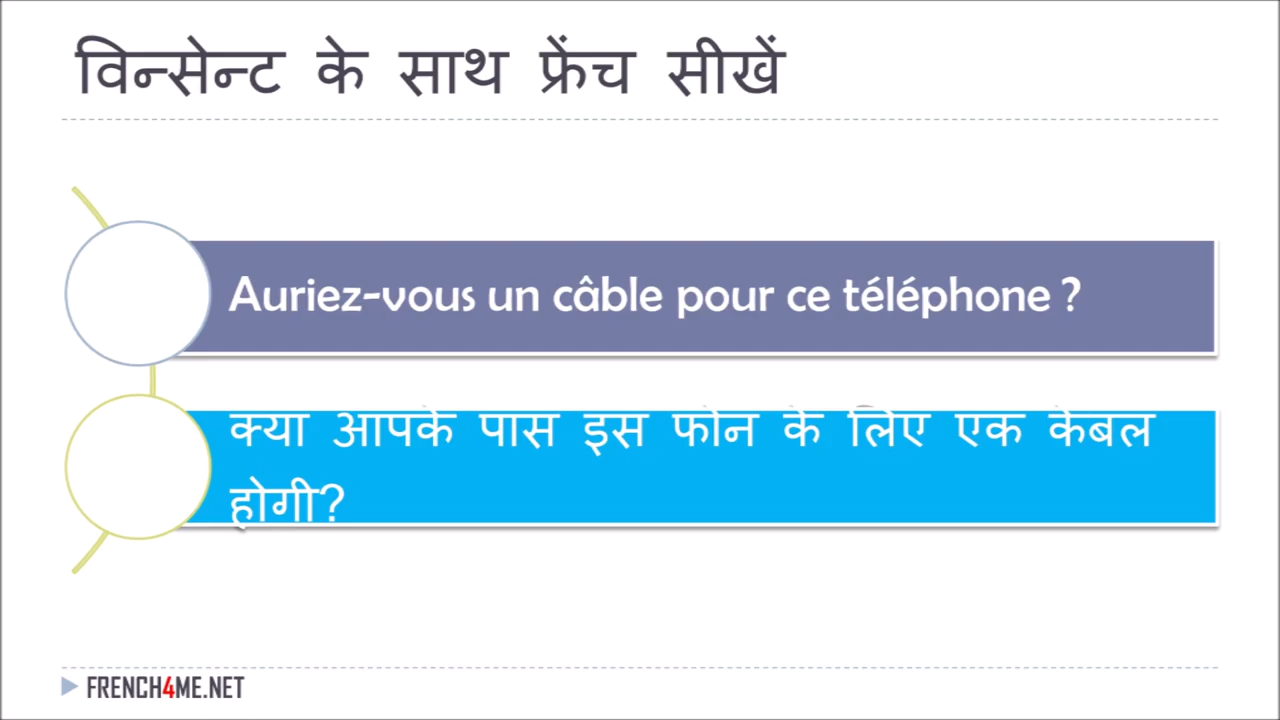 विन्सेन्ट के साथ फ्रेंच सीखें
Auriez-vous un câble pour ce téléphone ?
क्या आपके पास इस फोन के लिए एक केबल
होगी?
FRENCH4ME.NET